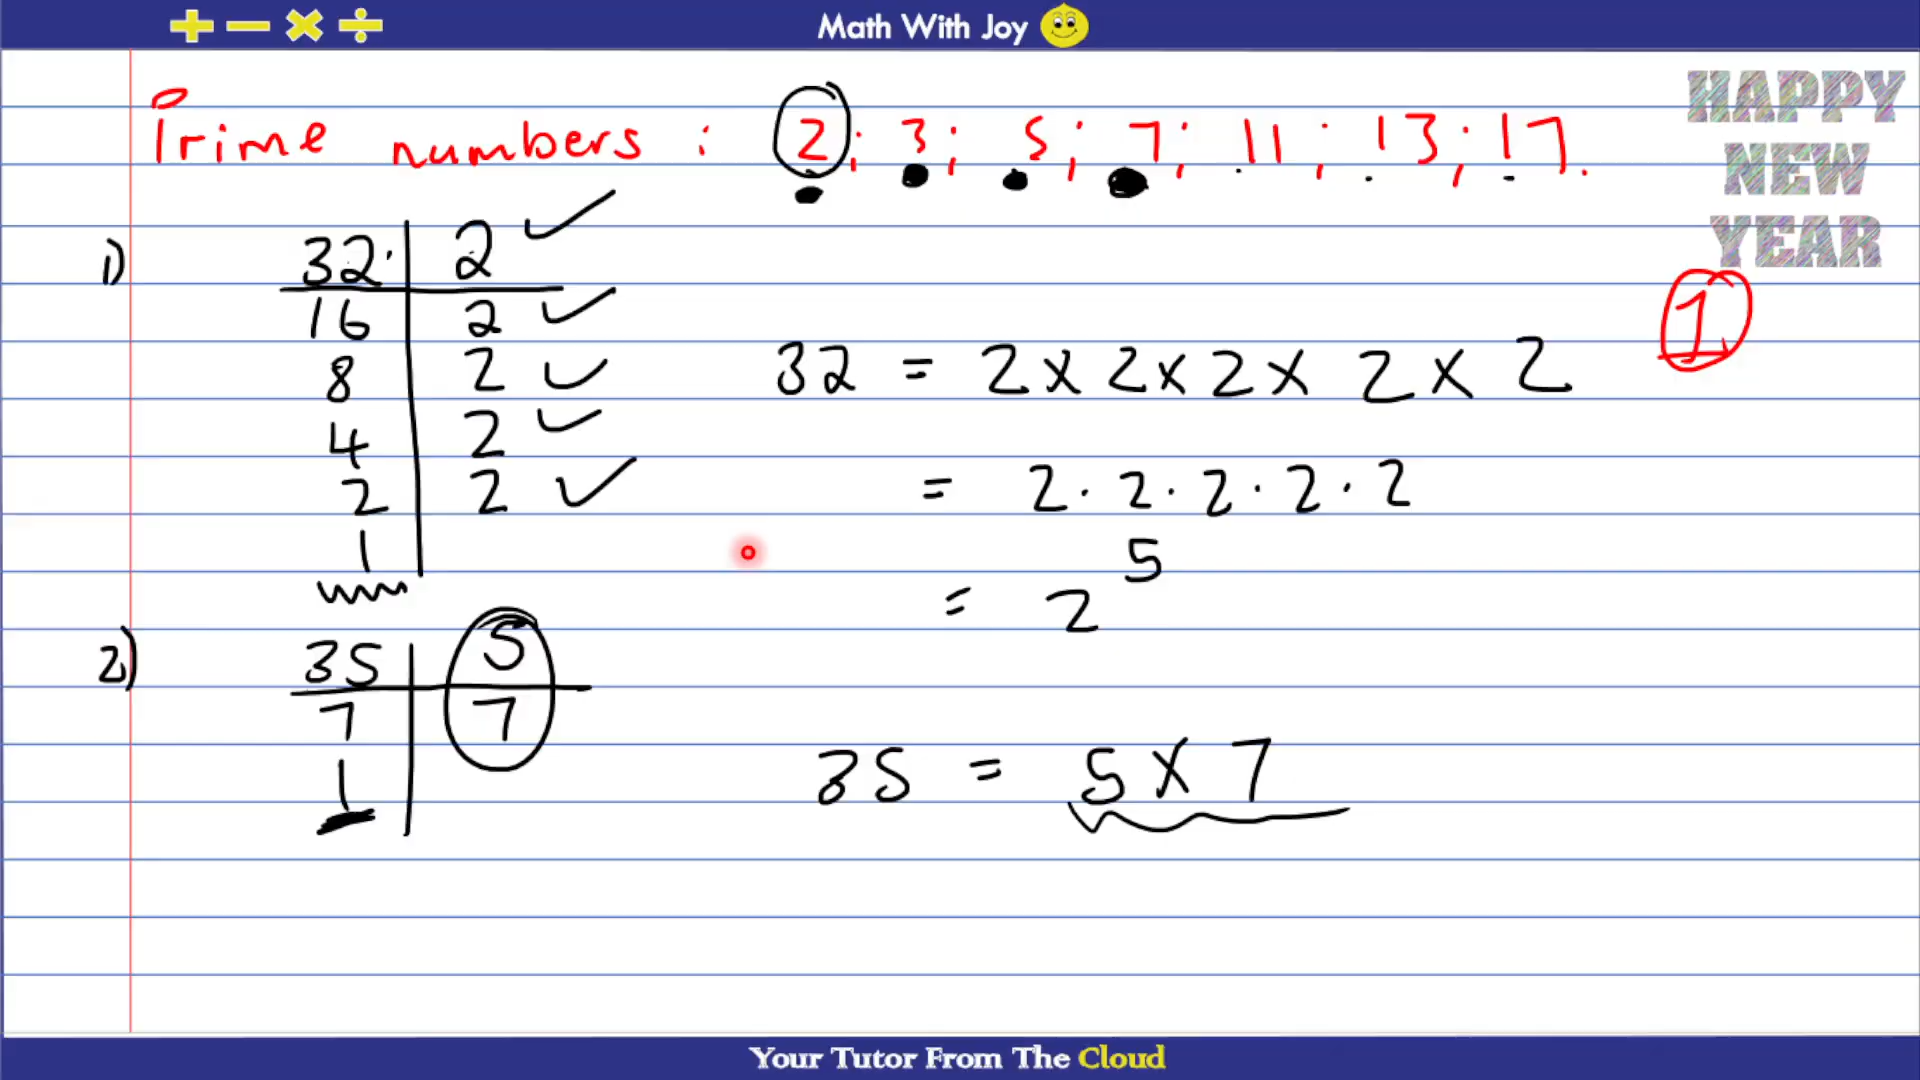 + − × ÷ Math With Joy
HAPPY
NEW
YEAR
Prime numbers : 2; 3; 5; 7; 11; 13; 17.
1) 32 | 2 ✓
16 | 2 ✓
8 | 2 ✓
4 | 2 ✓
2 | 2 ✓
1
1
32 = 2 x 2 x 2 x 2 x 2
= 2 · 2 · 2 · 2 · 2
= 2⁵
2) 35 | 5
7 | 7
1
35 = 5 x 7
Your Tutor From The Cloud